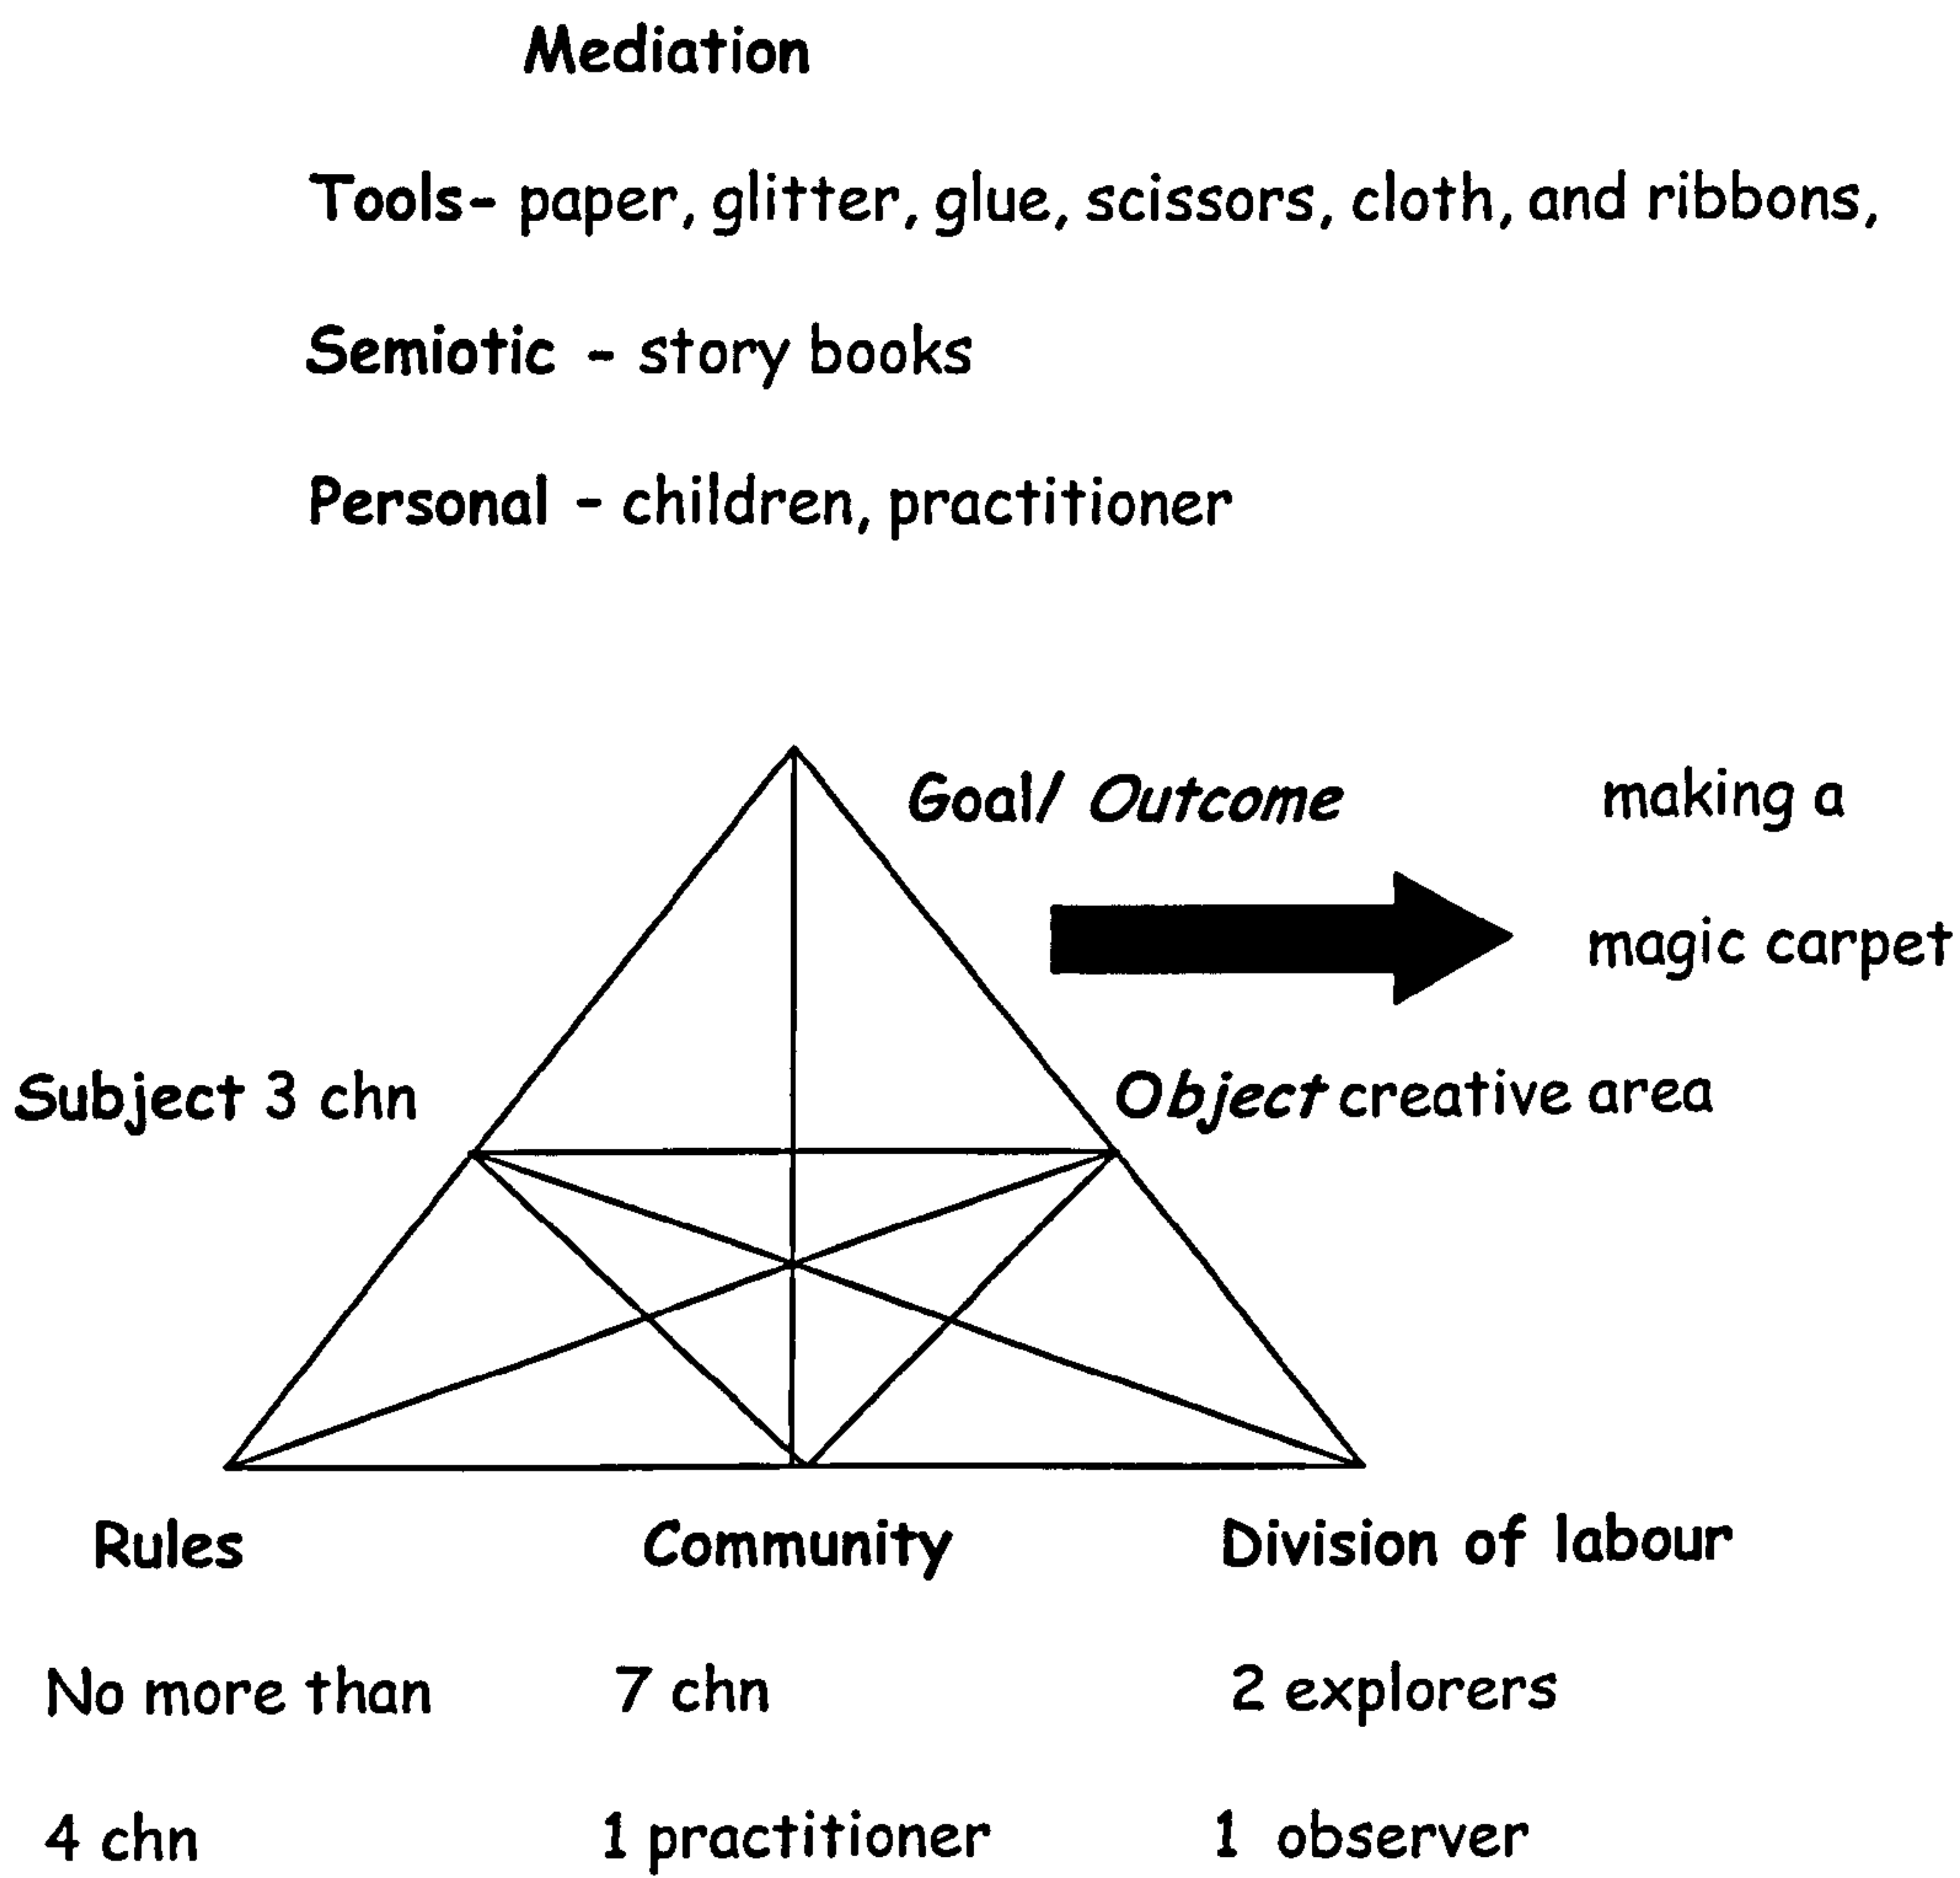 Mediation
Tools- paper, glitter, glue, scissors, cloth, and ribbons,
Semiotic - story books
Personal - children, practitioner
Goal/ Outcome making a
magic carpet
Subject 3 chn Object creative area
Rules Community Division of labour
No more than 7 chn 2 explorers
4 chn 1 practitioner 1 observer